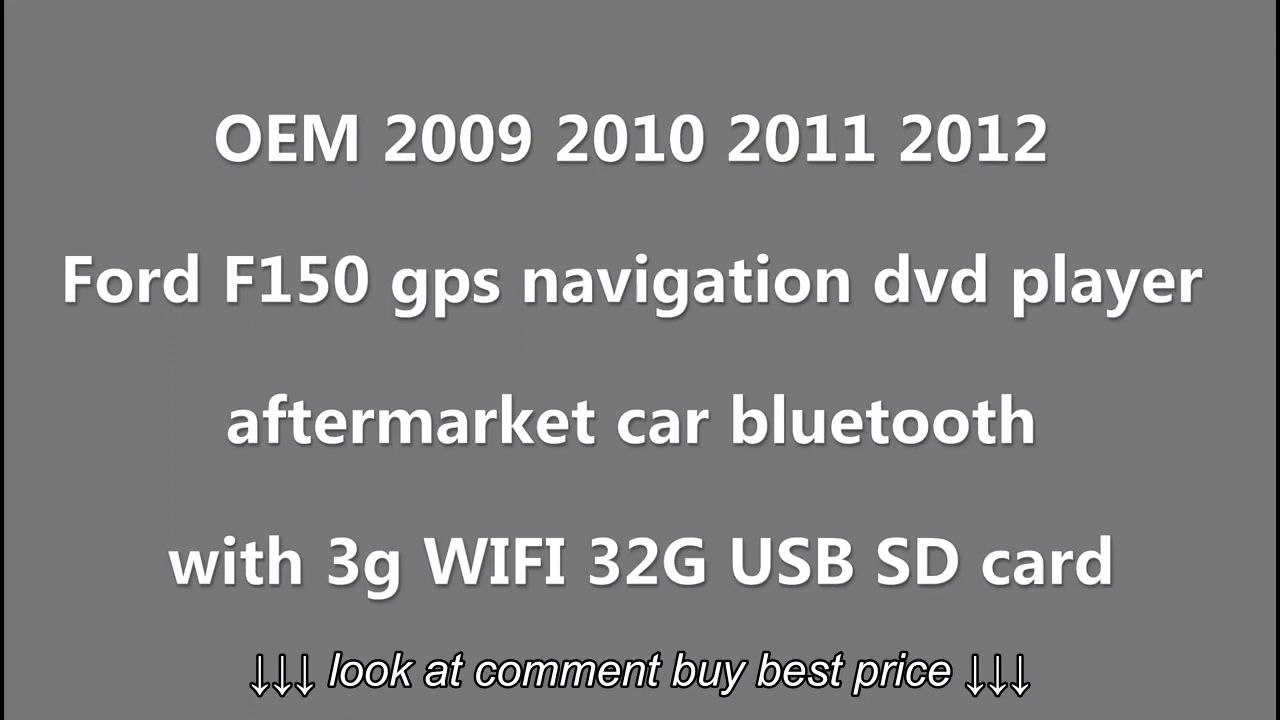 OEM 2009 2010 2011 2012
Ford F150 gps navigation dvd player
aftermarket car bluetooth
with 3g WIFI 32G USB SD card
↓↓↓ look at comment buy best price ↓↓↓